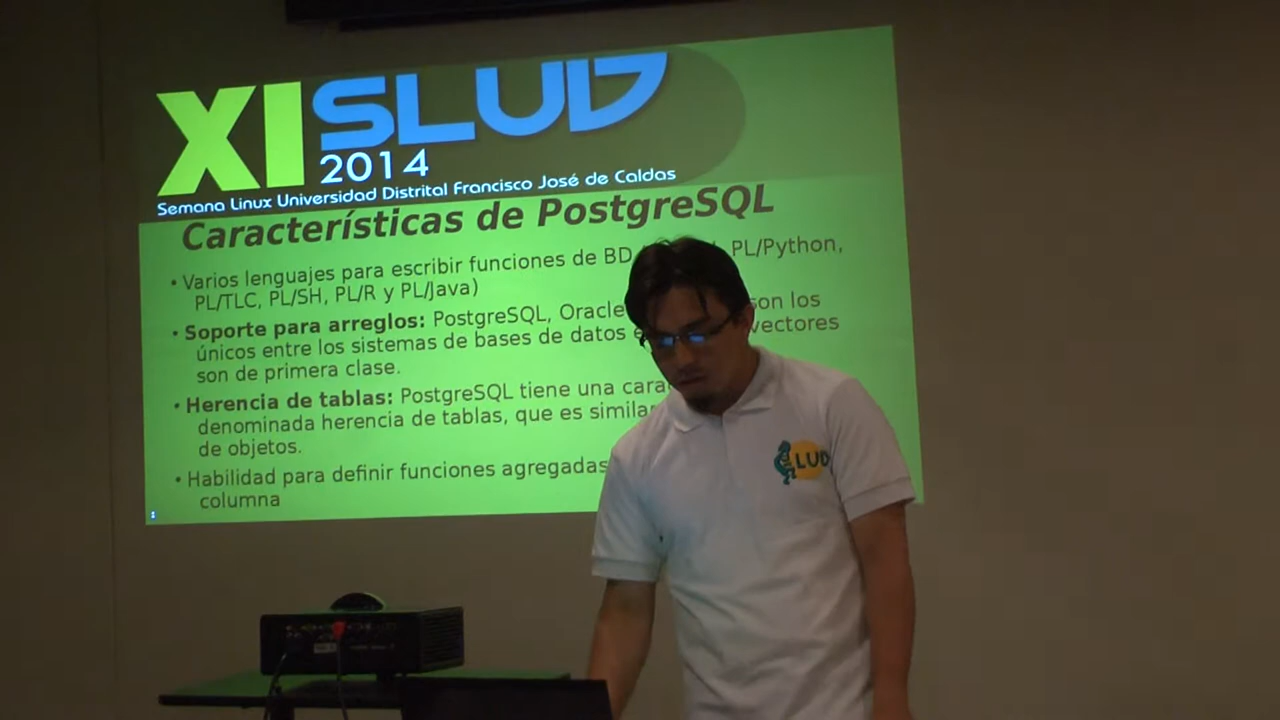 XI SLUD
2014
Semana Linux Universidad Distrital Francisco José de Caldas
Características de PostgreSQL
• Varios lenguajes para escribir funciones de BD PL/Python,
PL/TLC, PL/SH, PL/R y PL/Java)
• Soporte para arreglos: PostgreSQL, Oracle son los
únicos entre los sistemas de bases de datos vectores
son de primera clase.
• Herencia de tablas: PostgreSQL tiene una
denominada herencia de tablas, que es similar
de objetos.
• Habilidad para definir funciones agregadas
columna
LUD